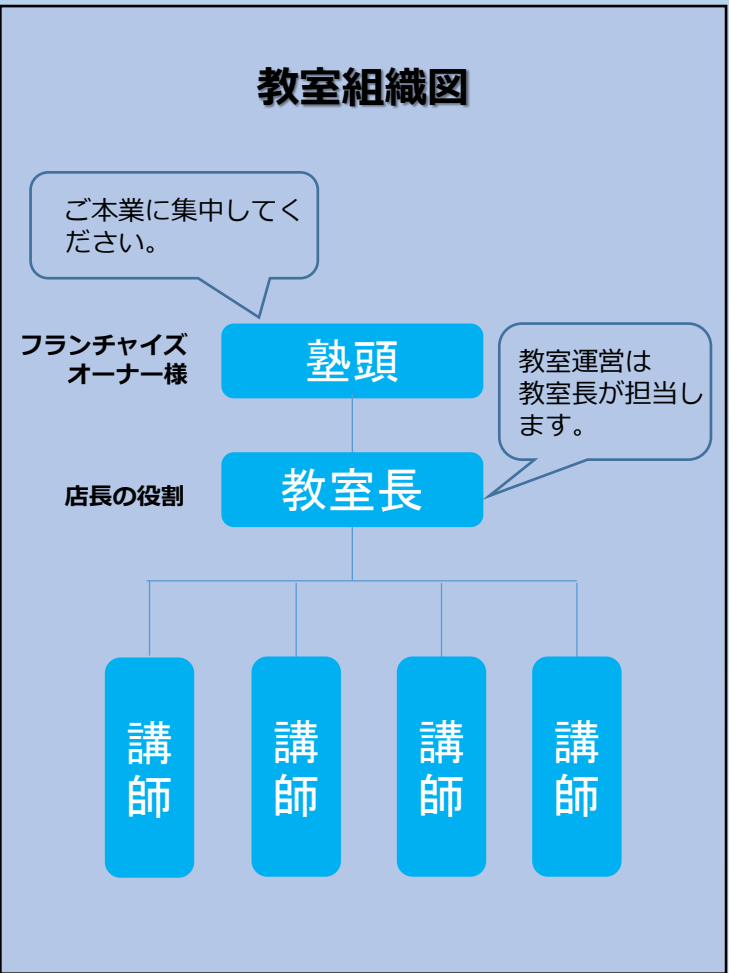 教室組織図
ご本業に集中してく
ださい。
フランチャイズ
オーナー様
塾頭
教室運営は
教室長が担当し
ます。
店長の役割
教室長
講師
講師
講師
講師